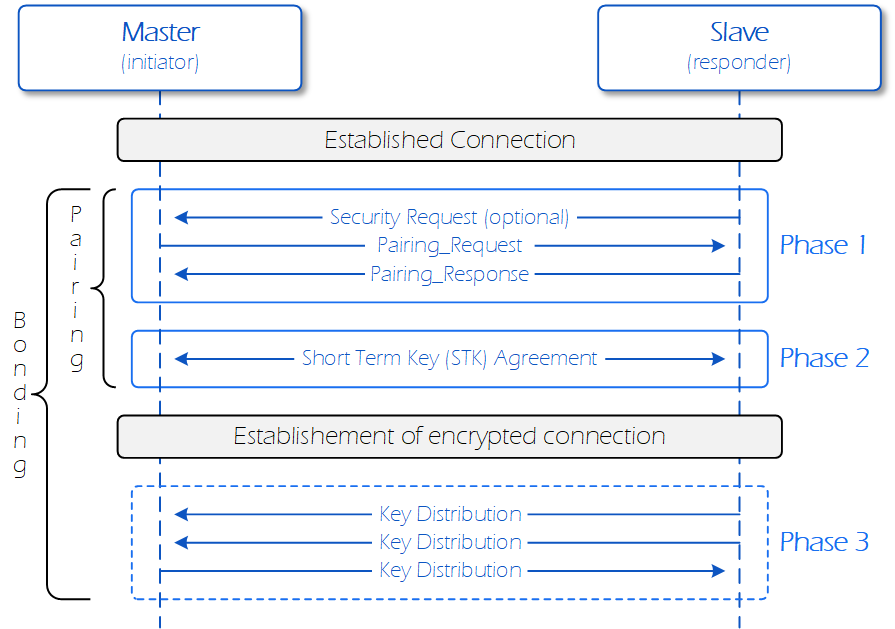 Master
(initiator)
Slave
(responder)
Established Connection
Bonding
Pairing
Security Request (optional)
Pairing_Request
Pairing_Response
Phase 1
Short Term Key (STK) Agreement
Phase 2
Establishement of encrypted connection
Key Distribution
Key Distribution
Key Distribution
Phase 3